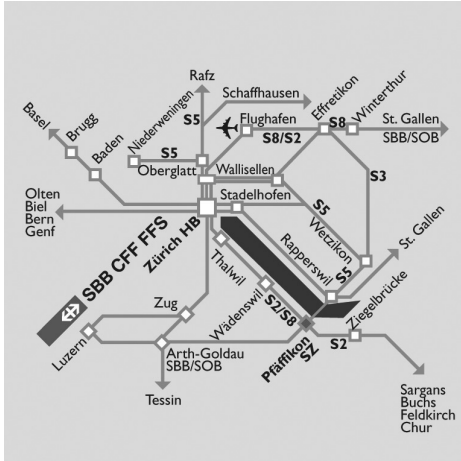 Rafz
Schaffhausen
S5
Niederweningen
Flughafen
Effretikon
S8
Winterthur
St. Gallen
SBB/SOB
S8/S2
Basel
Brugg
Baden
S5
Oberglatt
Wallisellen
S3
Stadelhofen
S5
Wetzikon
Olten
Biel
Bern
Genf
SBB CFF FFS
Zürich HB
Thalwil
Rapperswil
S5
St. Gallen
Zug
Wädenswil
S2/S8
Ziegelbrücke
Luzern
Arth-Goldau
SBB/SOB
Pfäffikon
SZ
S2
Tessin
Sargans
Buchs
Feldkirch
Chur